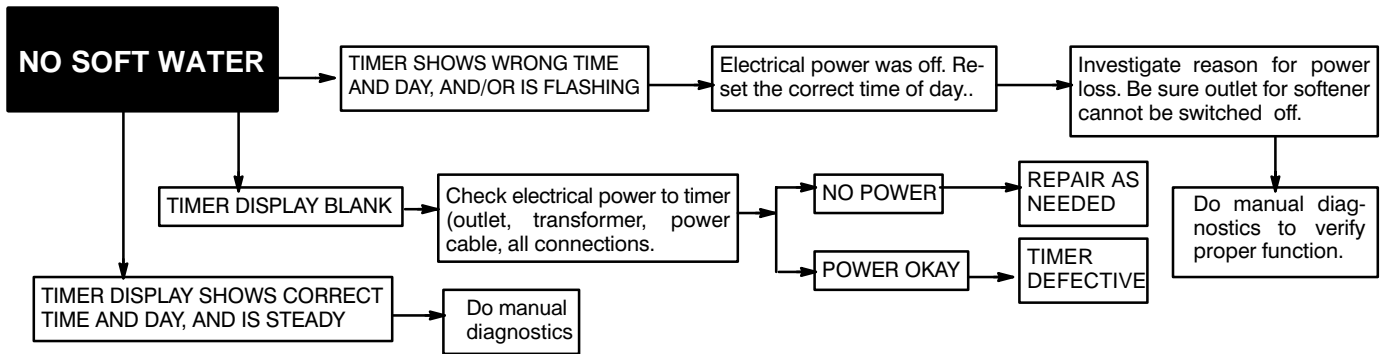 NO SOFT WATER
TIMER SHOWS WRONG TIME
AND DAY, AND/OR IS FLASHING
Electrical power was off. Re-
set the correct time of day..
Investigate reason for power
loss. Be sure outlet for softener
cannot be switched off.
Do manual diag-
nostics to verify
proper function.
TIMER DISPLAY BLANK
Check electrical power to timer
(outlet, transformer, power
cable, all connections.
NO POWER
REPAIR AS
NEEDED
POWER OKAY
TIMER
DEFECTIVE
TIMER DISPLAY SHOWS CORRECT
TIME AND DAY, AND IS STEADY
Do manual
diagnostics